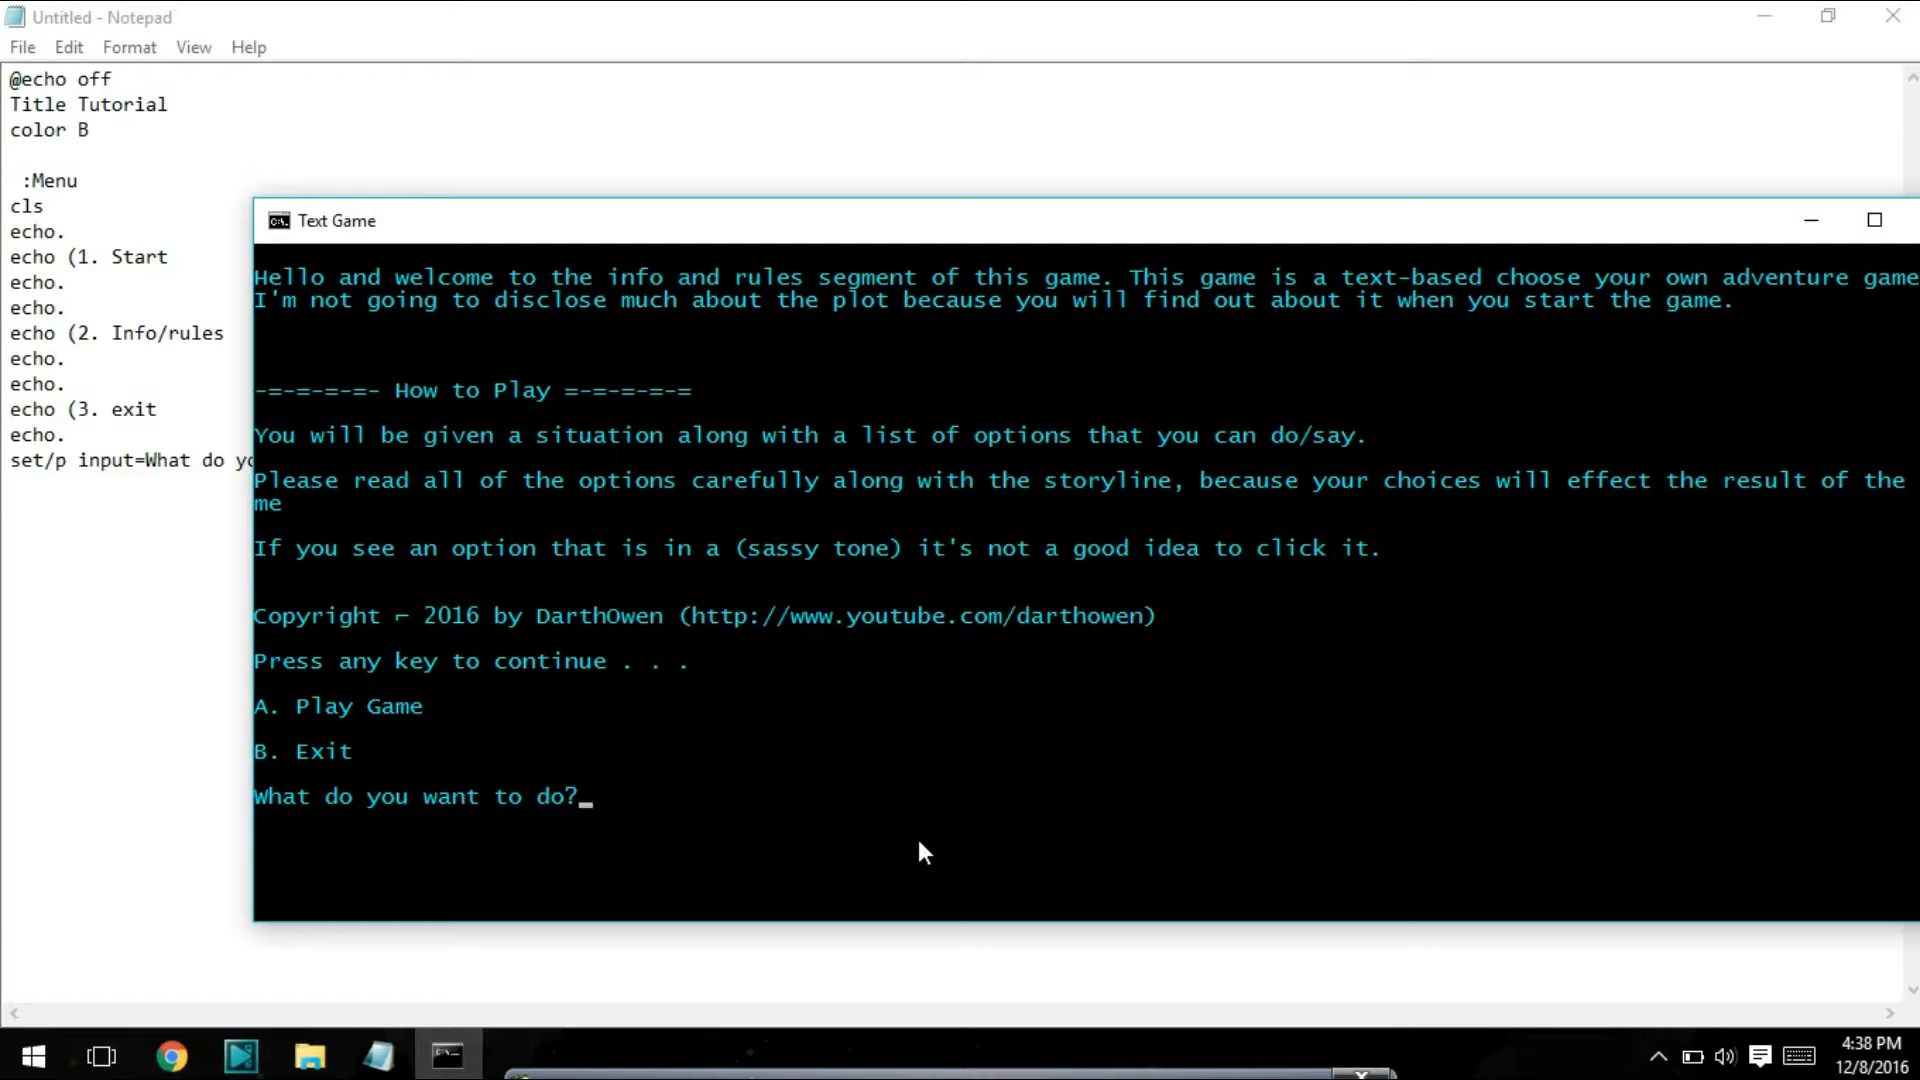 Untitled - Notepad
File Edit Format View Help
@echo off
Title Tutorial
color B
:Menu
cls
echo.
echo (1. Start
echo.
echo.
echo (2. Info/rules
echo.
echo.
echo (3. exit
echo.
set/p input=What do
Text Game
Hello and welcome to the info and rules segment of this game. This game is a text-based choose your own adventure game
I'm not going to disclose much about the plot because you will find out about it when you start the game.
-=-=-=-=- How to Play =-=-=-=-=
You will be given a situation along with a list of options that you can do/say.
Please read all of the options carefully along with the storyline, because your choices will effect the result of the
me
If you see an option that is in a (sassy tone) it's not a good idea to click it.
Copyright ⌐ 2016 by DarthOwen (http://www.youtube.com/darthowen)
Press any key to continue . . .
A. Play Game
B. Exit
What do you want to do?_
4:38 PM
12/8/2016